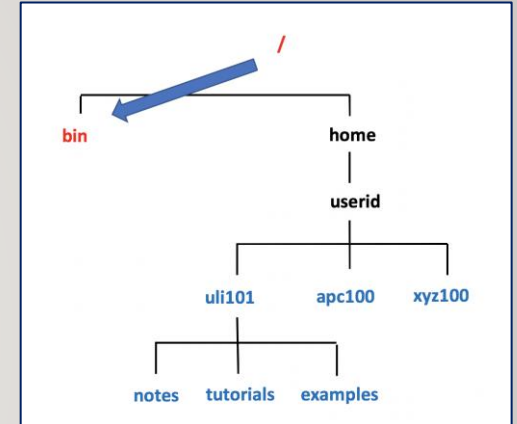 /
bin home
userid
uli101 apc100 xyz100
notes tutorials examples